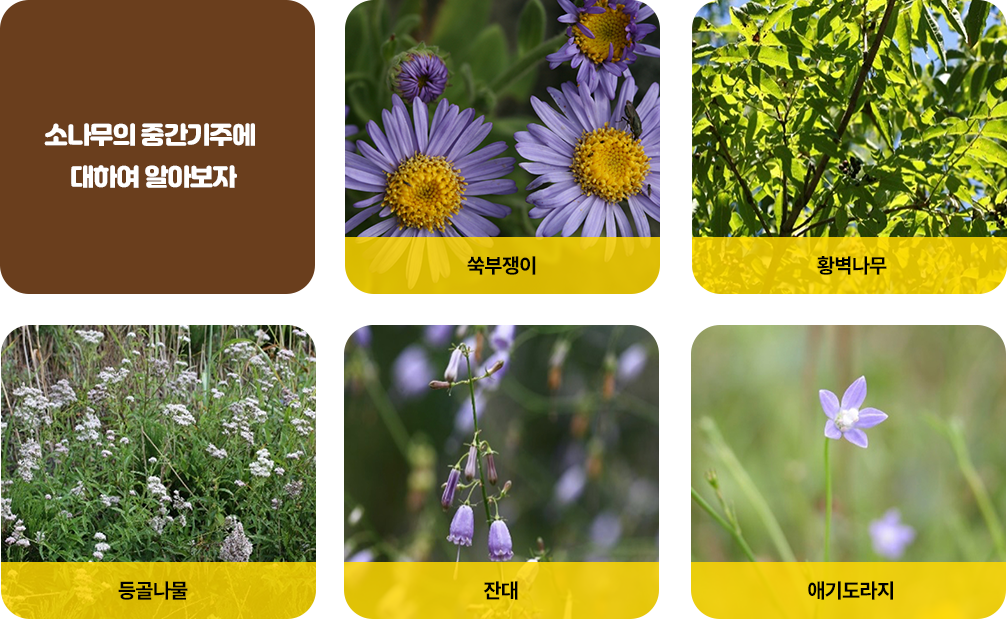 소나무의 중간기주에
대하여 알아보자
쑥부쟁이
황벽나무
등골나물
잔대
애기도라지